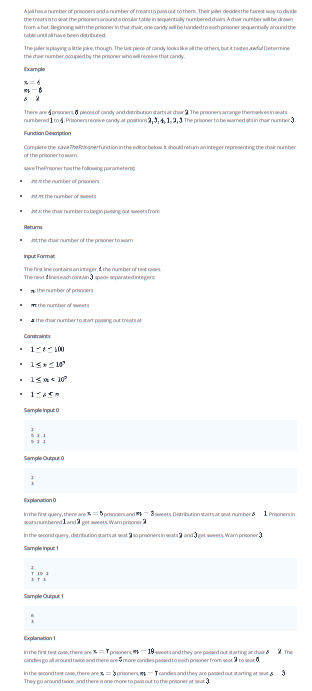 A jail has a number of prisoners and a number of treats to pass out to them. Their jailer decides the fairest way to divide
the treats is to seat the prisoners around a circular table in sequentially numbered chairs. A chair number will be drawn
from a hat. Beginning with the prisoner in that chair, one candy will be handed to each prisoner sequentially around the
table until all have been distributed.
The jailer is playing a little joke, though. The last piece of candy looks like all the others, but it tastes awful. Determine
the chair number occupied by the prisoner who will receive that candy.
Example
n = 4
m = 6
s = 2
There are 4 prisoners, 6 pieces of candy and distribution starts at chair 2. The prisoners arrange themselves in seats
numbered 1 to 4. Prisoners receive candy at positions 2, 3, 4, 1, 2, 3. The prisoner to be warned sits in chair number 3.
Function Description
Complete the saveThePrisoner function in the editor below. It should return an integer representing the chair number
of the prisoner to warn.
saveThePrisoner has the following parameter(s):
• int n: the number of prisoners
• int m: the number of sweets
• int s: the chair number to begin passing out sweets from
Returns
• int: the chair number of the prisoner to warn
Input Format
The first line contains an integer, t, the number of test cases.
The next t lines each contain 3 space-separated integers:
• n: the number of prisoners
• m: the number of sweets
• s: the chair number to start passing out treats at
Constraints
• 1 ≤ t ≤ 100
• 1 ≤ n ≤ 10⁹
• 1 ≤ m ≤ 10⁹
• 1 ≤ s ≤ n
Sample Input 0
2
5 2 1
5 2 2
Sample Output 0
2
3
Explanation 0
In the first query, there are n = 5 prisoners and m = 2 sweets. Distribution starts at seat number s = 1. Prisoners in
seats numbered 1 and 2 get sweets. Warn prisoner 2.
In the second query, distribution starts at seat 2 so prisoners in seats 2 and 3 get sweets. Warn prisoner 3.
Sample Input 1
2
7 19 2
3 7 3
Sample Output 1
6
3
Explanation 1
In the first test case, there are n = 7 prisoners, m = 19 sweets and they are passed out starting at chair s = 2. The
candies go all around twice and there are 5 more candies passed to each prisoner from seat 2 to seat 6.
In the second test case, there are n = 3 prisoners, m = 7 candies and they are passed out starting at seat s = 3.
They go around twice, and there is one more to pass out to the prisoner at seat 3.